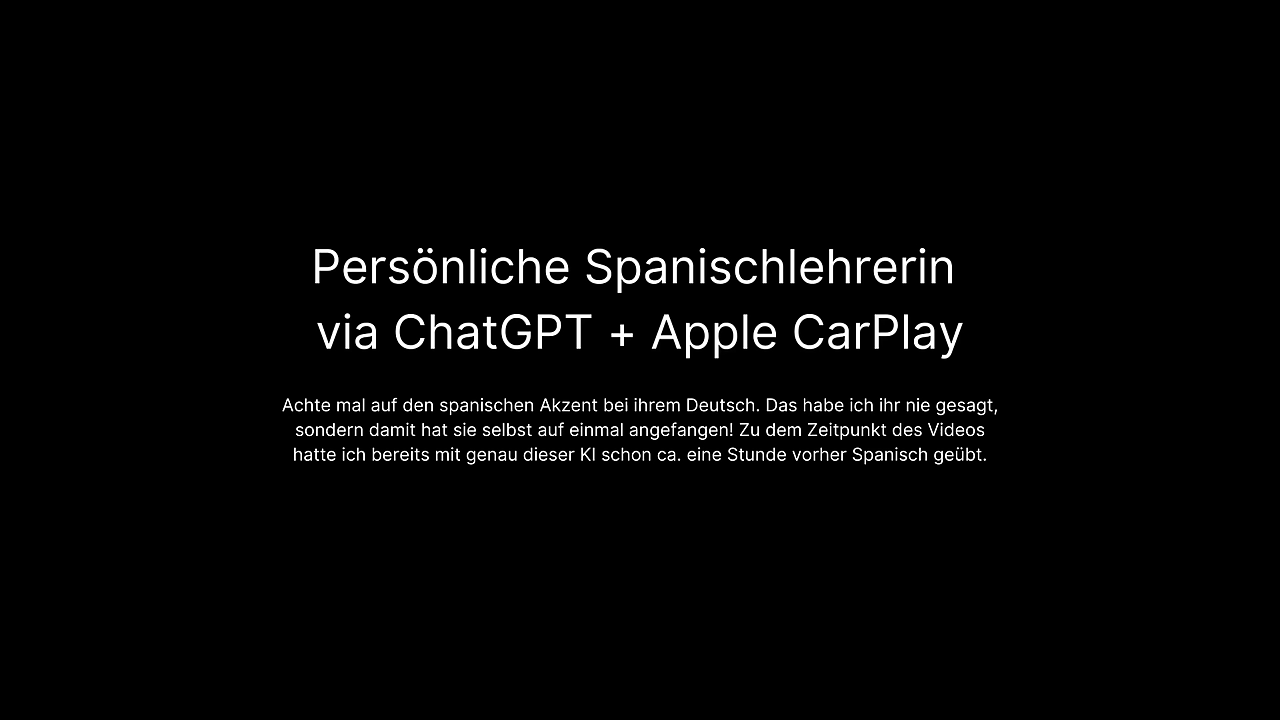 Persönliche Spanischlehrerin
via ChatGPT + Apple CarPlay
Achte mal auf den spanischen Akzent bei ihrem Deutsch. Das habe ich ihr nie gesagt,
sondern damit hat sie selbst auf einmal angefangen! Zu dem Zeitpunkt des Videos
hatte ich bereits mit genau dieser KI schon ca. eine Stunde vorher Spanisch geübt.